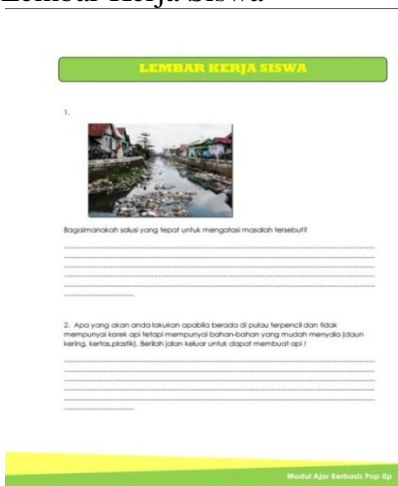 Lembar Kerja Siswa
LEMBAR KERJA SISWA
1.
Bagaimanakah solusi yang tepat untuk mengatasi masalah tersebut?
2. Apa yang akan anda lakukan apabila berada di pulau terpencil dan tidak
mempunyai korek api tetapi mempunyai bahan-bahan yang mudah menyala (daun
kering, kertas,plastik). Berilah jalan keluar untuk dapat membuat api !
Modul Ajar Berbasis Pop Up